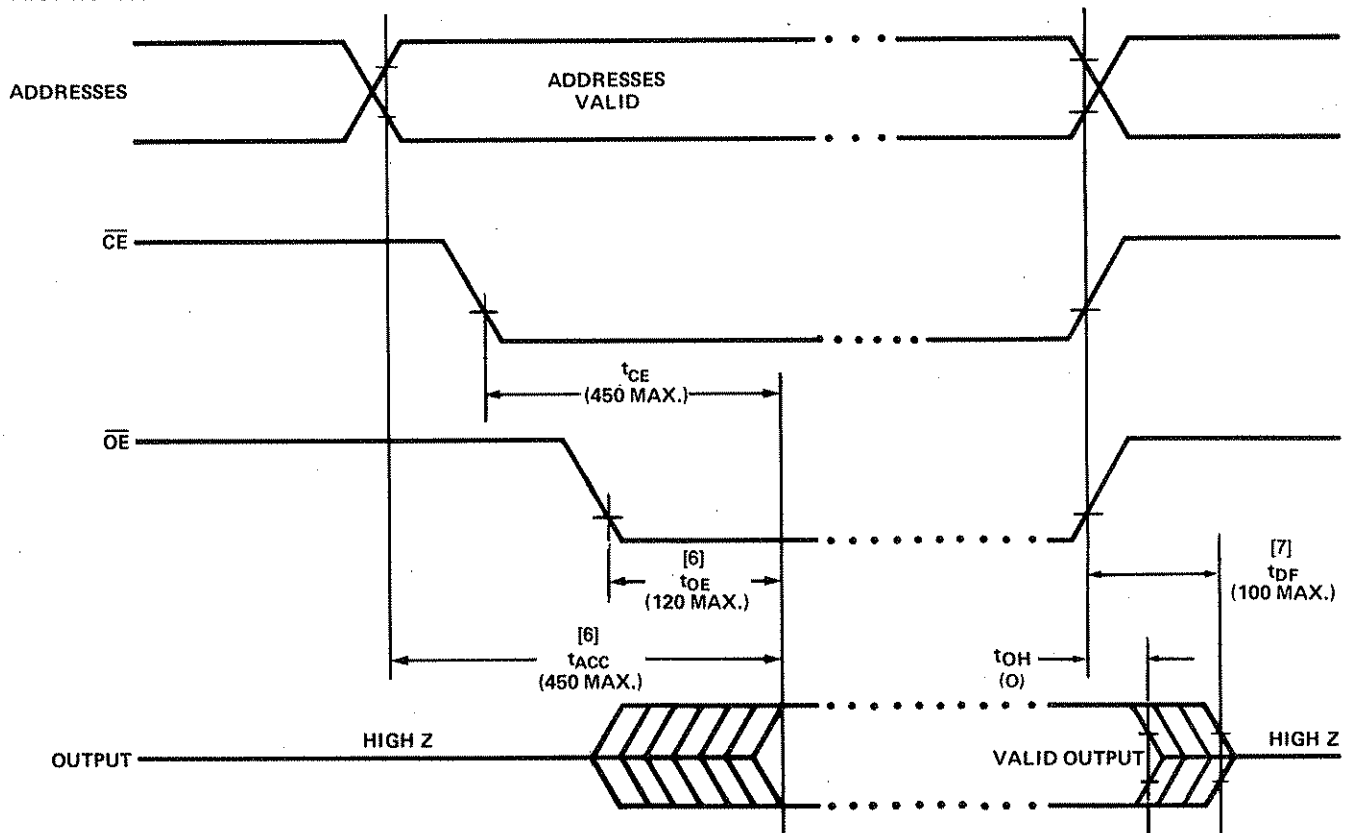 ADDRESSES
ADDRESSES
VALID
CE
tCE
(450 MAX.)
OE
[6]
tOE
(120 MAX.)
[7]
tDF
(100 MAX.)
[6]
tACC
(450 MAX.)
tOH
(O)
OUTPUT
HIGH Z
VALID OUTPUT
HIGH Z